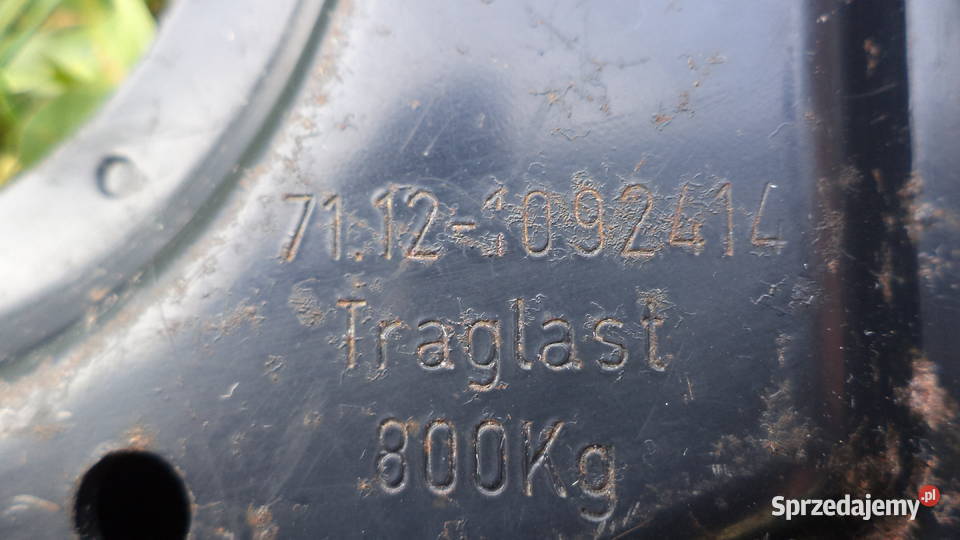 71.12-1092414
Traglast
800Kg
Sprzedajemy.pl